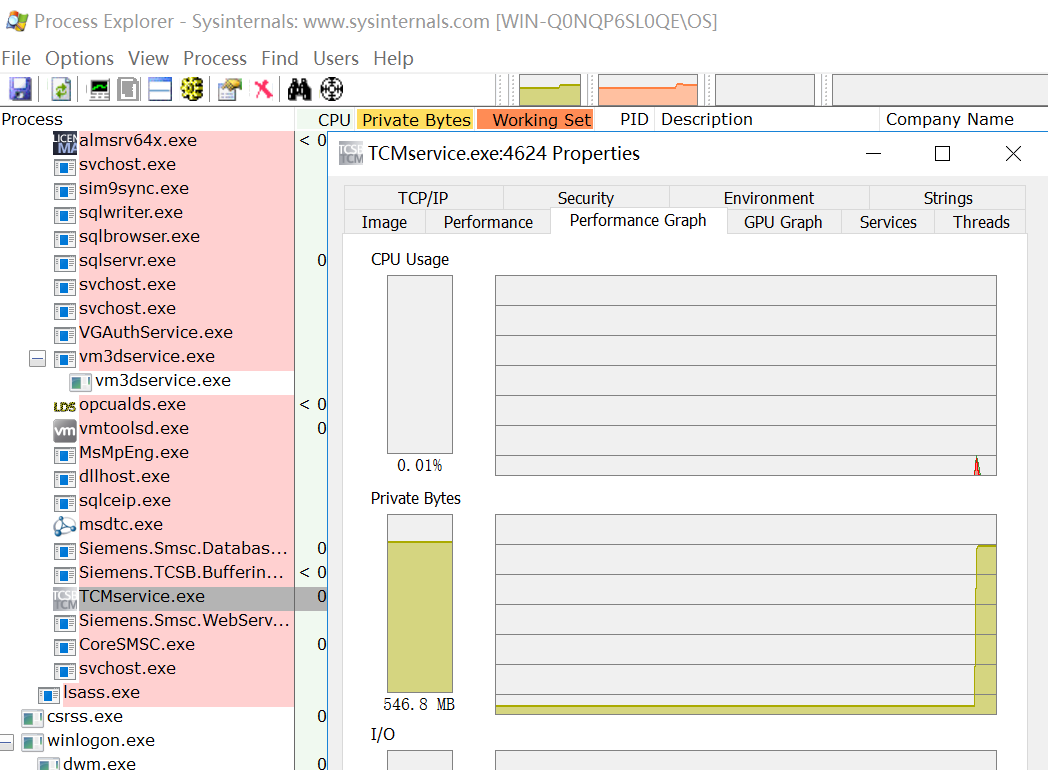 Process Explorer - Sysinternals: www.sysinternals.com [WIN-Q0NQP6SL0QE\OS]
File Options View Process Find Users Help
Process CPU Private Bytes Working Set PID Description Company Name
almsrv64x.exe < 0
svchost.exe
sim9sync.exe
sqlwriter.exe
sqlbrowser.exe
sqlservr.exe 0
svchost.exe
svchost.exe
VGAuthService.exe
vm3dservice.exe
vm3dservice.exe
LDS opcualds.exe < 0
vm vmtoolsd.exe 0
MsMpEng.exe
dllhost.exe
sqlceip.exe
msdtc.exe
Siemens.Smsc.Databas... 0
Siemens.TCSB.Bufferin... < 0
TCSB TCM TCMservice.exe 0
Siemens.Smsc.WebServ...
CoreSMSC.exe 0
svchost.exe
lsass.exe
csrss.exe 0
winlogon.exe
dwm.exe 0
TCSB TCM TCMservice.exe:4624 Properties
TCP/IP Security Environment Strings
Image Performance Performance Graph GPU Graph Services Threads
CPU Usage
0.01%
Private Bytes
546.8 MB
I/O